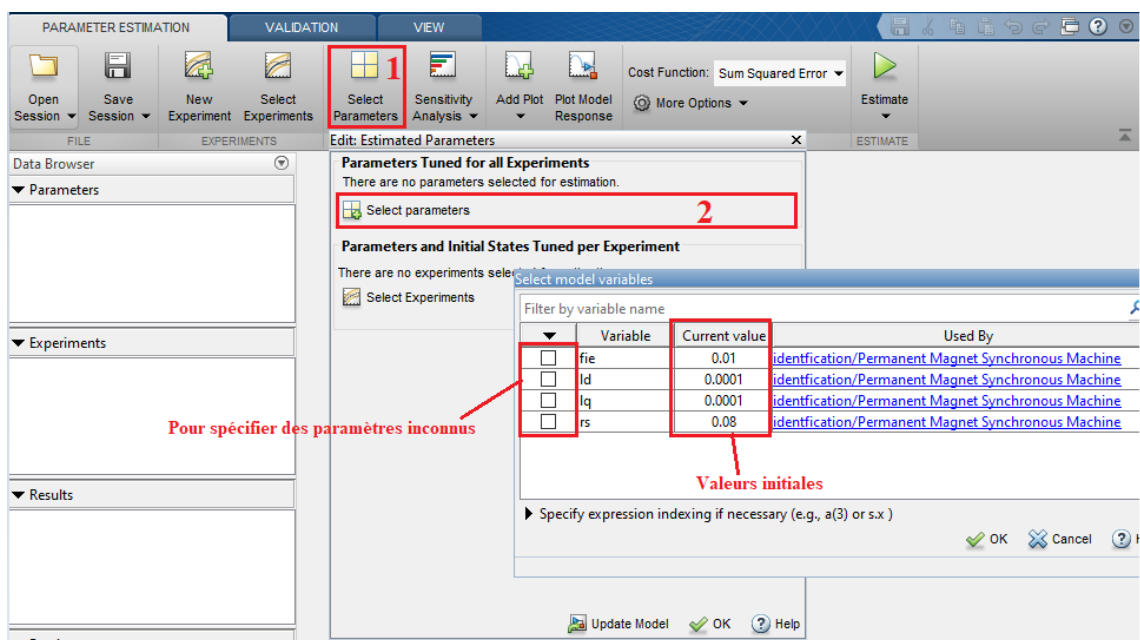 PARAMETER ESTIMATION VALIDATION VIEW
Open Session Save Session New Experiment Select Experiments Select Parameters 1 Sensitivity Analysis Add Plot Plot Model Response Cost Function: Sum Squared Error More Options Estimate
FILE EXPERIMENTS ESTIMATE
Edit: Estimated Parameters
Data Browser
Parameters
Parameters Tuned for all Experiments
There are no parameters selected for estimation.
Select parameters 2
Parameters and Initial States Tuned per Experiment
There are no experiments sele
Select Experiments
Select model variables
Filter by variable name
Variable Current value Used By
fie 0.01 identfication/Permanent Magnet Synchronous Machine
ld 0.0001 identfication/Permanent Magnet Synchronous Machine
lq 0.0001 identfication/Permanent Magnet Synchronous Machine
rs 0.08 identfication/Permanent Magnet Synchronous Machine
Experiments
Pour spécifier des paramètres inconnus
Valeurs initiales
Results
Specify expression indexing if necessary (e.g., a(3) or s.x )
OK Cancel
Update Model OK Help